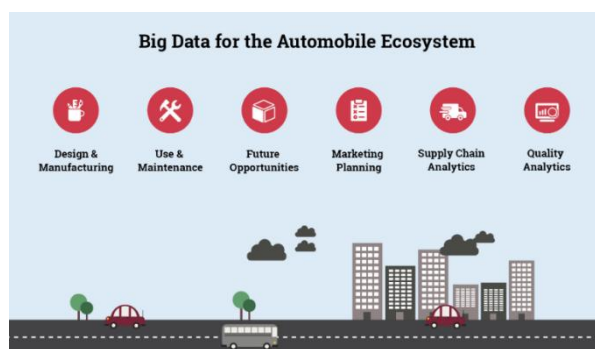 Big Data for the Automobile Ecosystem
Design &
Manufacturing
Use &
Maintenance
Future
Opportunities
Marketing
Planning
Supply Chain
Analytics
Quality
Analytics